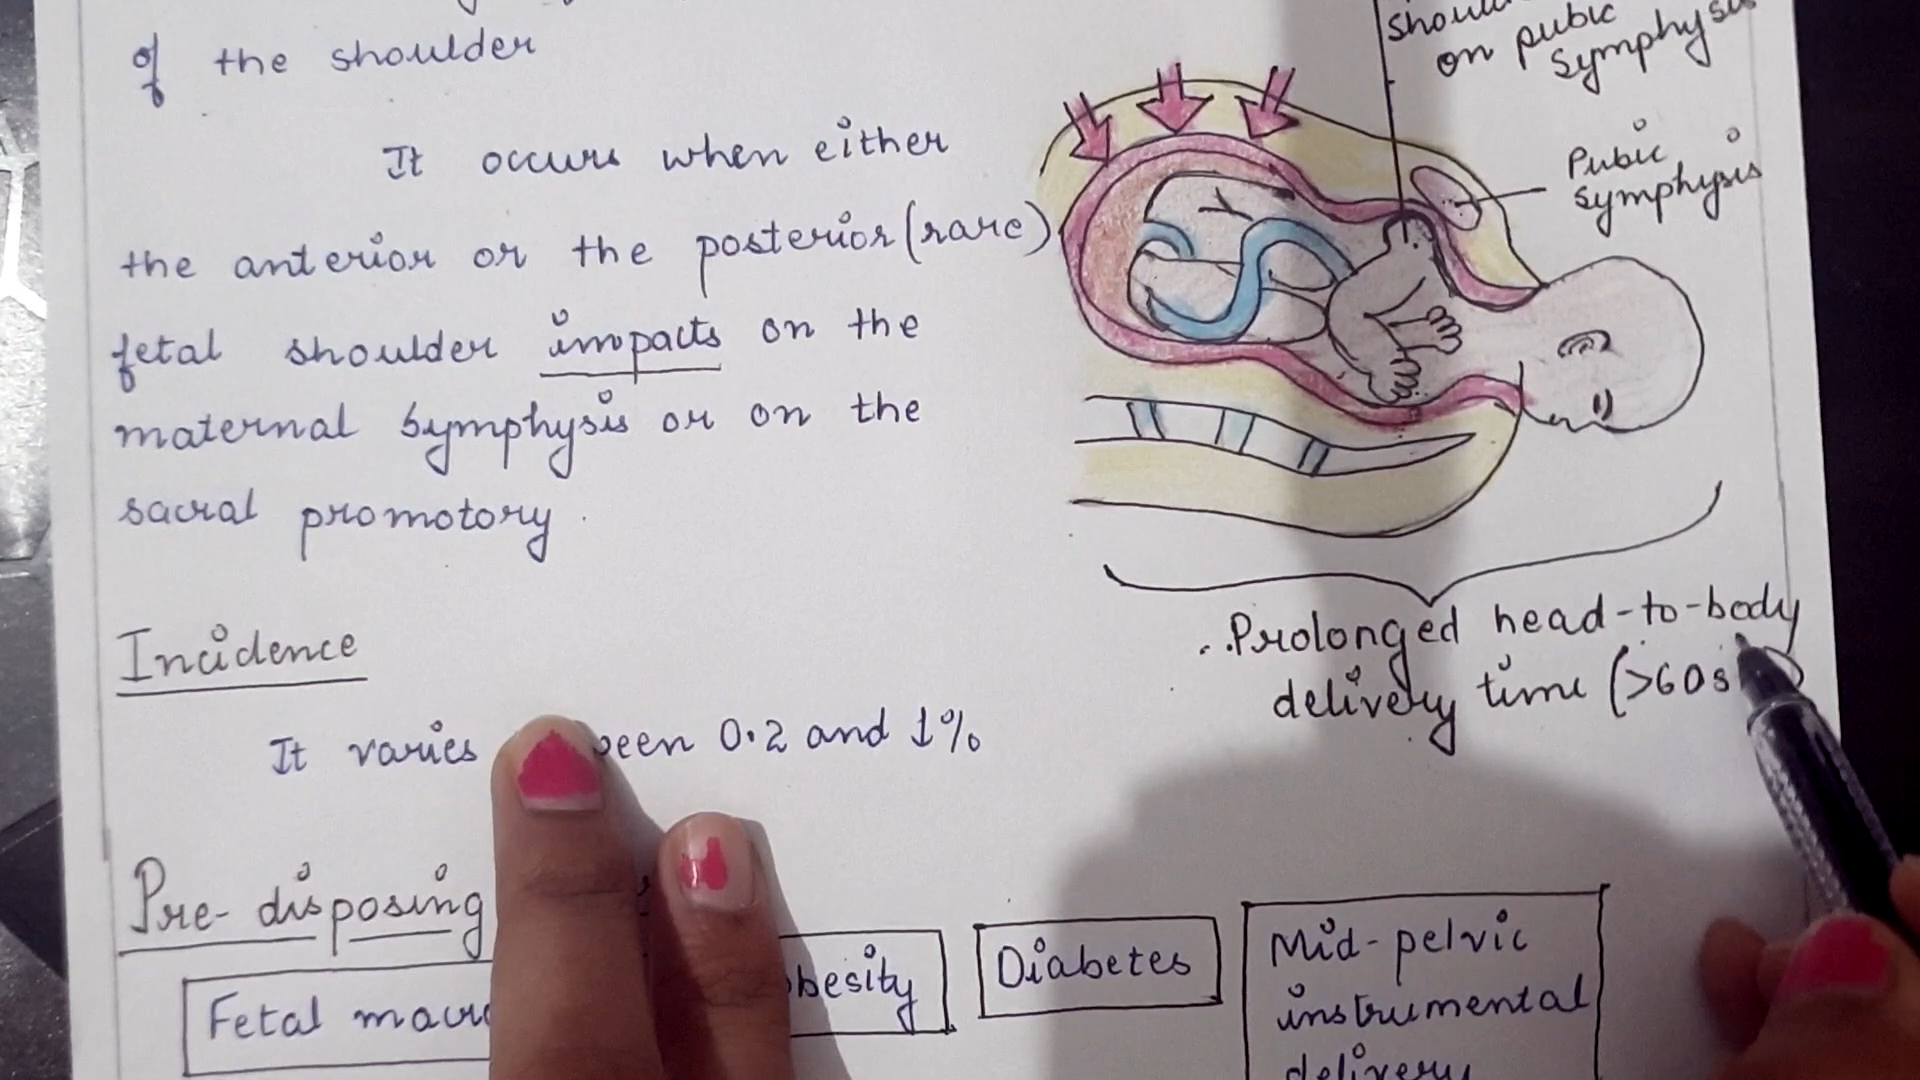 of the shoulder
It occurs when either
the anterior or the posterior (rare)
fetal shoulder impacts on the
maternal symphysis or on the
sacral promotory.
Incidence
It varies 0.2 and 1%
Pre-disposing
Fetal
Diabetes
Mid-pelvic
instrumental
delivery
on pubic
symphysis
Pubic
symphysis
∴ Prolonged head-to-body
delivery time (>60s